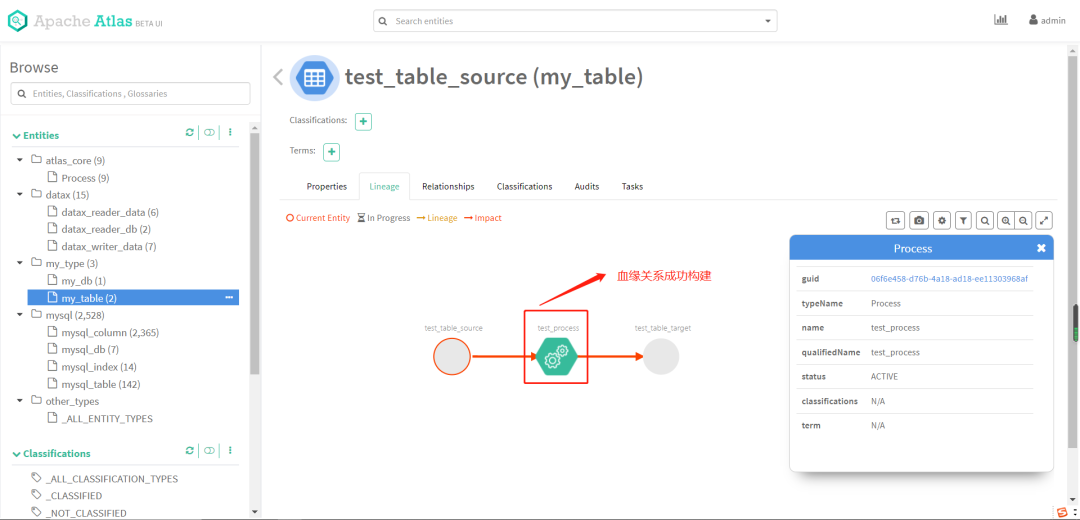 Apache Atlas BETA UI
Search entities
admin
Browse
Entities, Classifications , Glossaries
Entities
atlas_core (9)
Process (9)
datax (15)
datax_reader_data (6)
datax_reader_db (2)
datax_writer_data (7)
my_type (3)
my_db (1)
my_table (2)
mysql (2,528)
mysql_column (2,365)
mysql_db (7)
mysql_index (14)
mysql_table (142)
other_types
_ALL_ENTITY_TYPES
Classifications
_ALL_CLASSIFICATION_TYPES
_CLASSIFIED
_NOT_CLASSIFIED
test_table_source (my_table)
Classifications:
Terms:
Properties Lineage Relationships Classifications Audits Tasks
Current Entity In Progress Lineage Impact
血缘关系成功构建
test_table_source test_process test_table_target
Process
guid 06f6e458-d76b-4a18-ad18-ee11303968af
typeName Process
name test_process
qualifiedName test_process
status ACTIVE
classifications N/A
term N/A